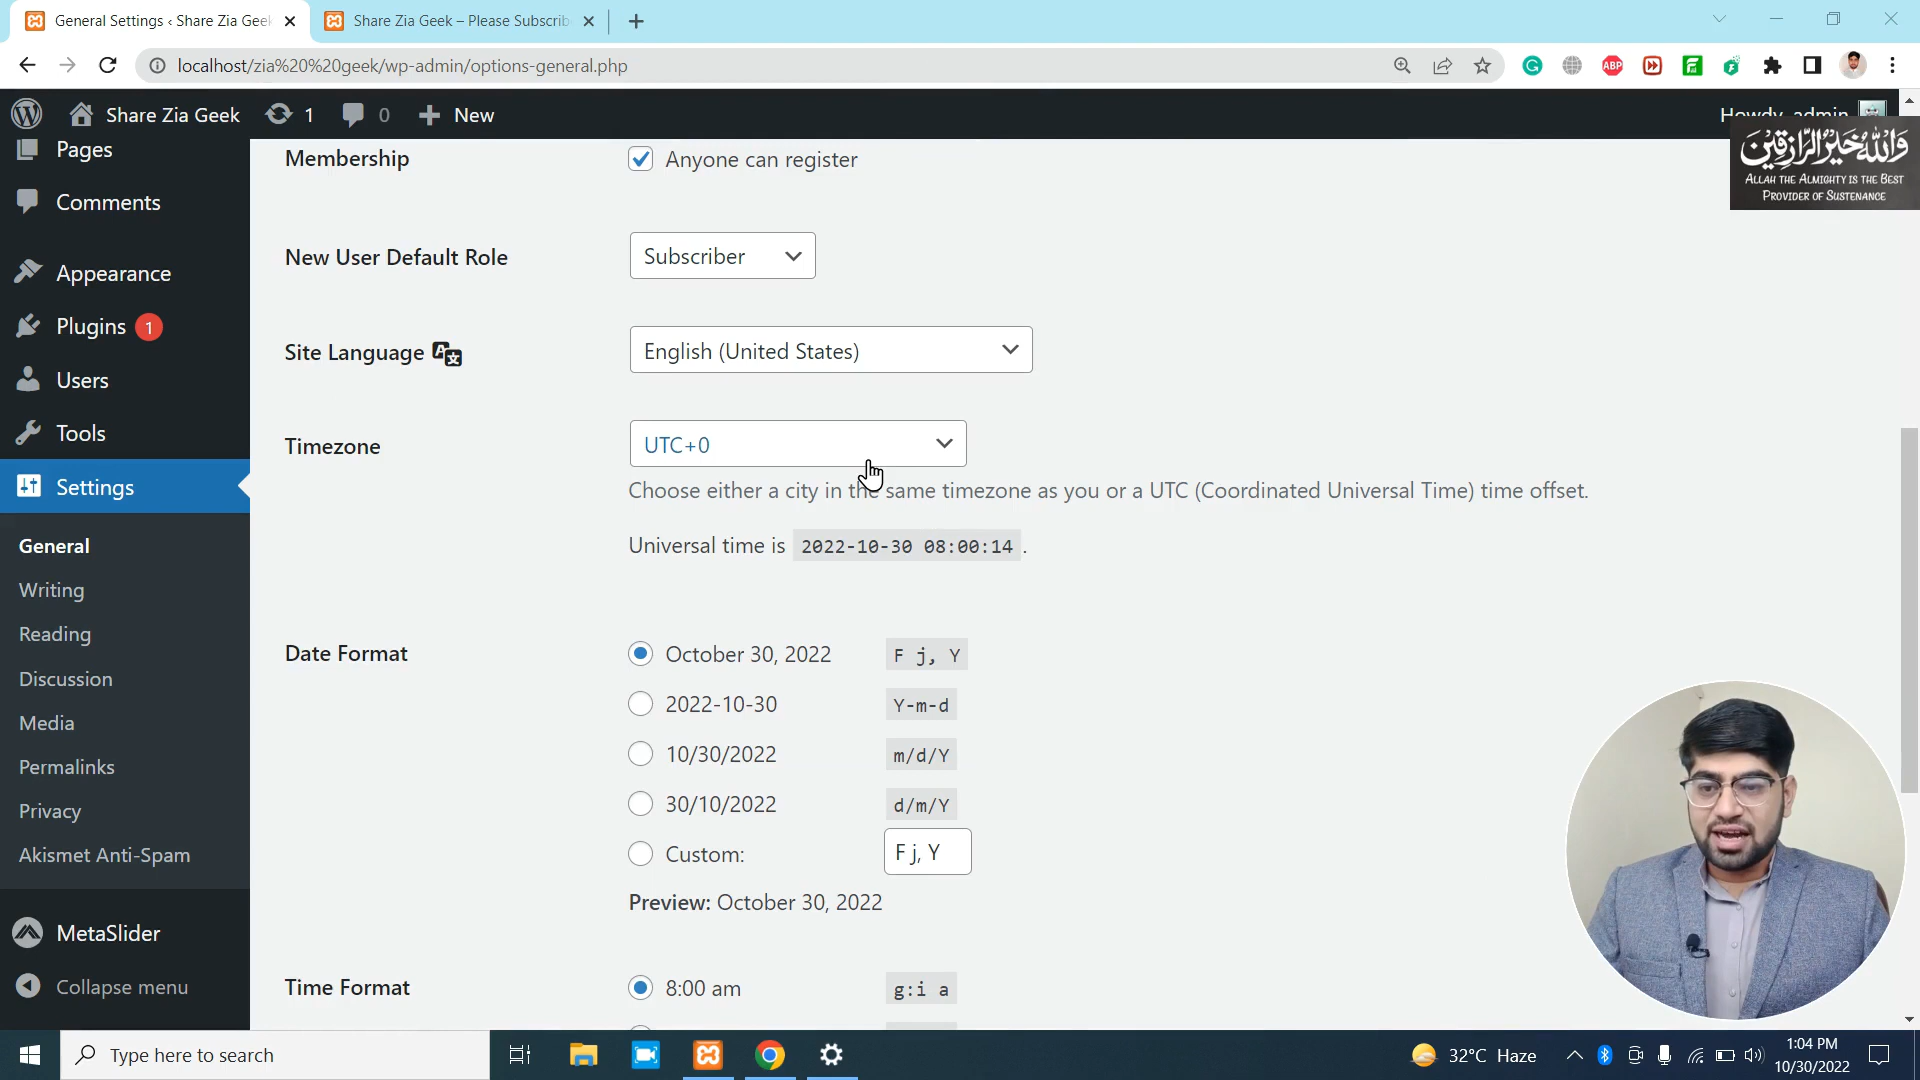 General Settings ‹ Share Zia Geek
Share Zia Geek – Please Subscrib
localhost/zia%20%20geek/wp-admin/options-general.php
Share Zia Geek
1
0
New
Howdy, admin
وَاللّٰهُ خَيْرُ الرَّازِقِيْنَ
ALLAH THE ALMIGHTY IS THE BEST
PROVIDER OF SUSTENANCE
Pages
Comments
Appearance
Plugins 1
Users
Tools
Settings
General
Writing
Reading
Discussion
Media
Permalinks
Privacy
Akismet Anti-Spam
MetaSlider
Collapse menu
Membership
Anyone can register
New User Default Role
Subscriber
Site Language
English (United States)
Timezone
UTC+0
Choose either a city in the same timezone as you or a UTC (Coordinated Universal Time) time offset.
Universal time is 2022-10-30 08:00:14 .
Date Format
October 30, 2022 F j, Y
2022-10-30 Y-m-d
10/30/2022 m/d/Y
30/10/2022 d/m/Y
Custom: F j, Y
Preview: October 30, 2022
Time Format
8:00 am g:i a
Type here to search
32°C Haze
1:04 PM
10/30/2022
ABP